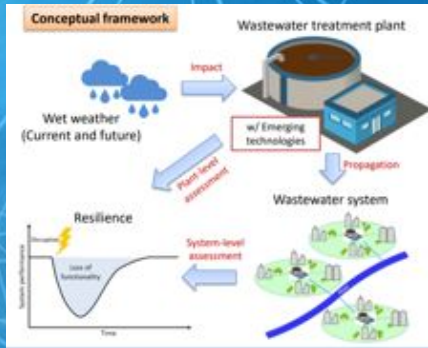 Conceptual framework
Wastewater treatment plant
Impact
Wet weather
(Current and future)
w/ Emerging
technologies
Plant-level
assessment
Propagation
Resilience
Wastewater system
Disruption
System-level
assessment
Loss of
functionality
System performance
Time